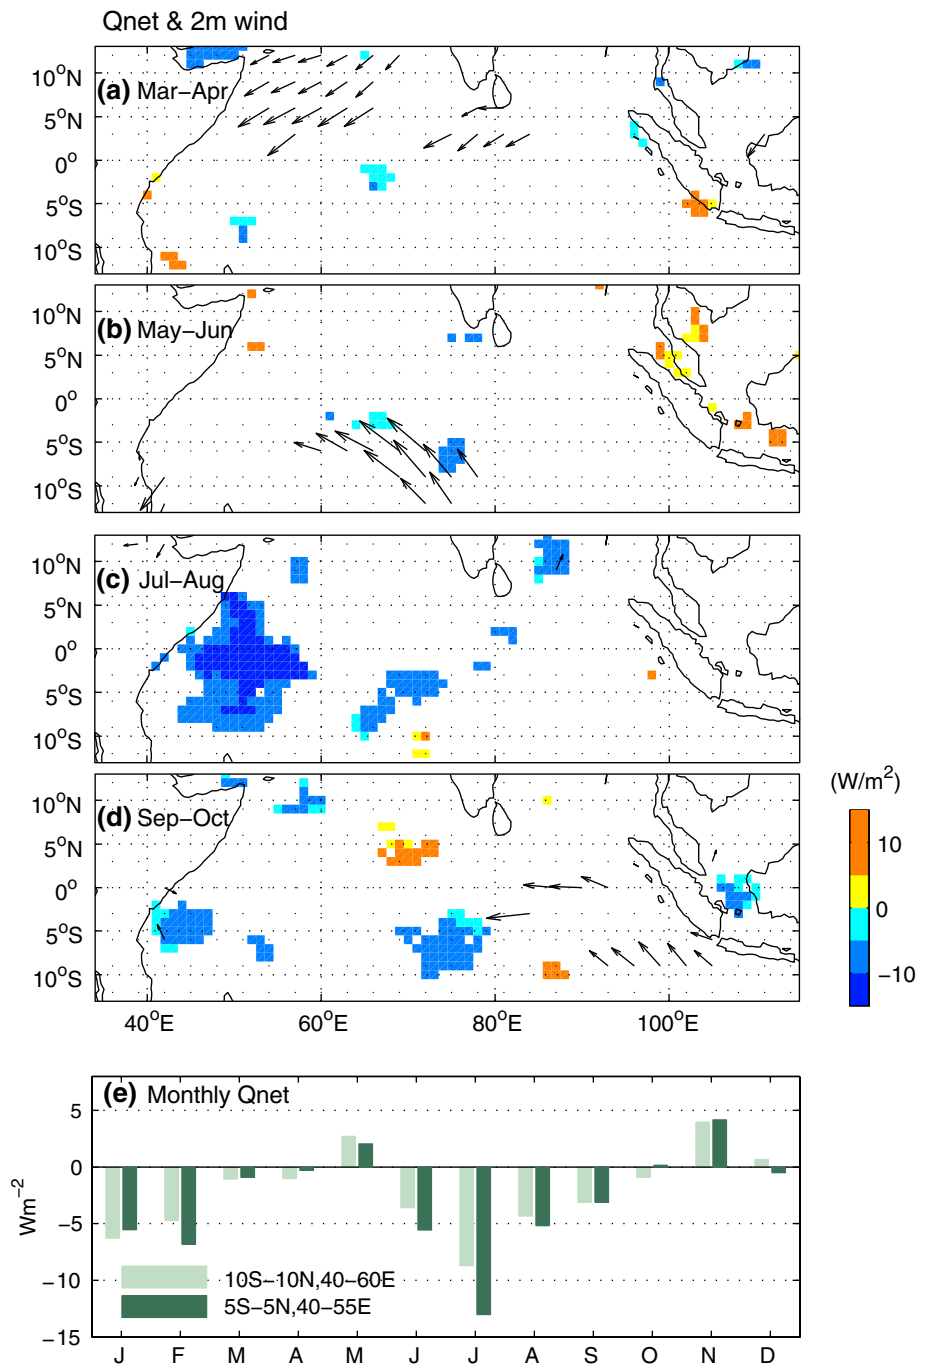 Qnet & 2m wind
10°N
5°N
0°
5°S
10°S
(a) Mar–Apr
10°N
5°N
0°
5°S
10°S
(b) May–Jun
10°N
5°N
0°
5°S
10°S
(c) Jul–Aug
10°N
5°N
0°
5°S
10°S
(d) Sep–Oct
40°E 60°E 80°E 100°E
(W/m²)
10
0
−10
(e) Monthly Qnet
5
0
−5
−10
−15
Wm⁻²
10S−10N,40−60E
5S−5N,40−55E
J F M A M J J A S O N D